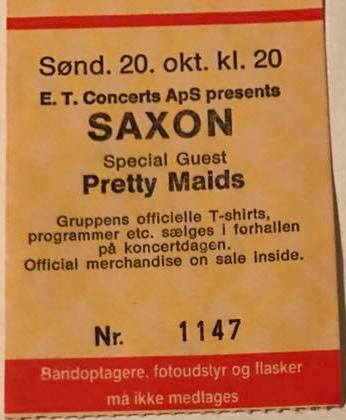 Sønd. 20. okt. kl. 20
E. T. Concerts ApS presents
SAXON
Special Guest
Pretty Maids
Gruppens officielle T-shirts,
programmer etc. sælges i forhallen
på koncertdagen.
Official merchandise on sale inside.
Nr. 1147
Bandoptagere, fotoudstyr og flasker
må ikke medtages